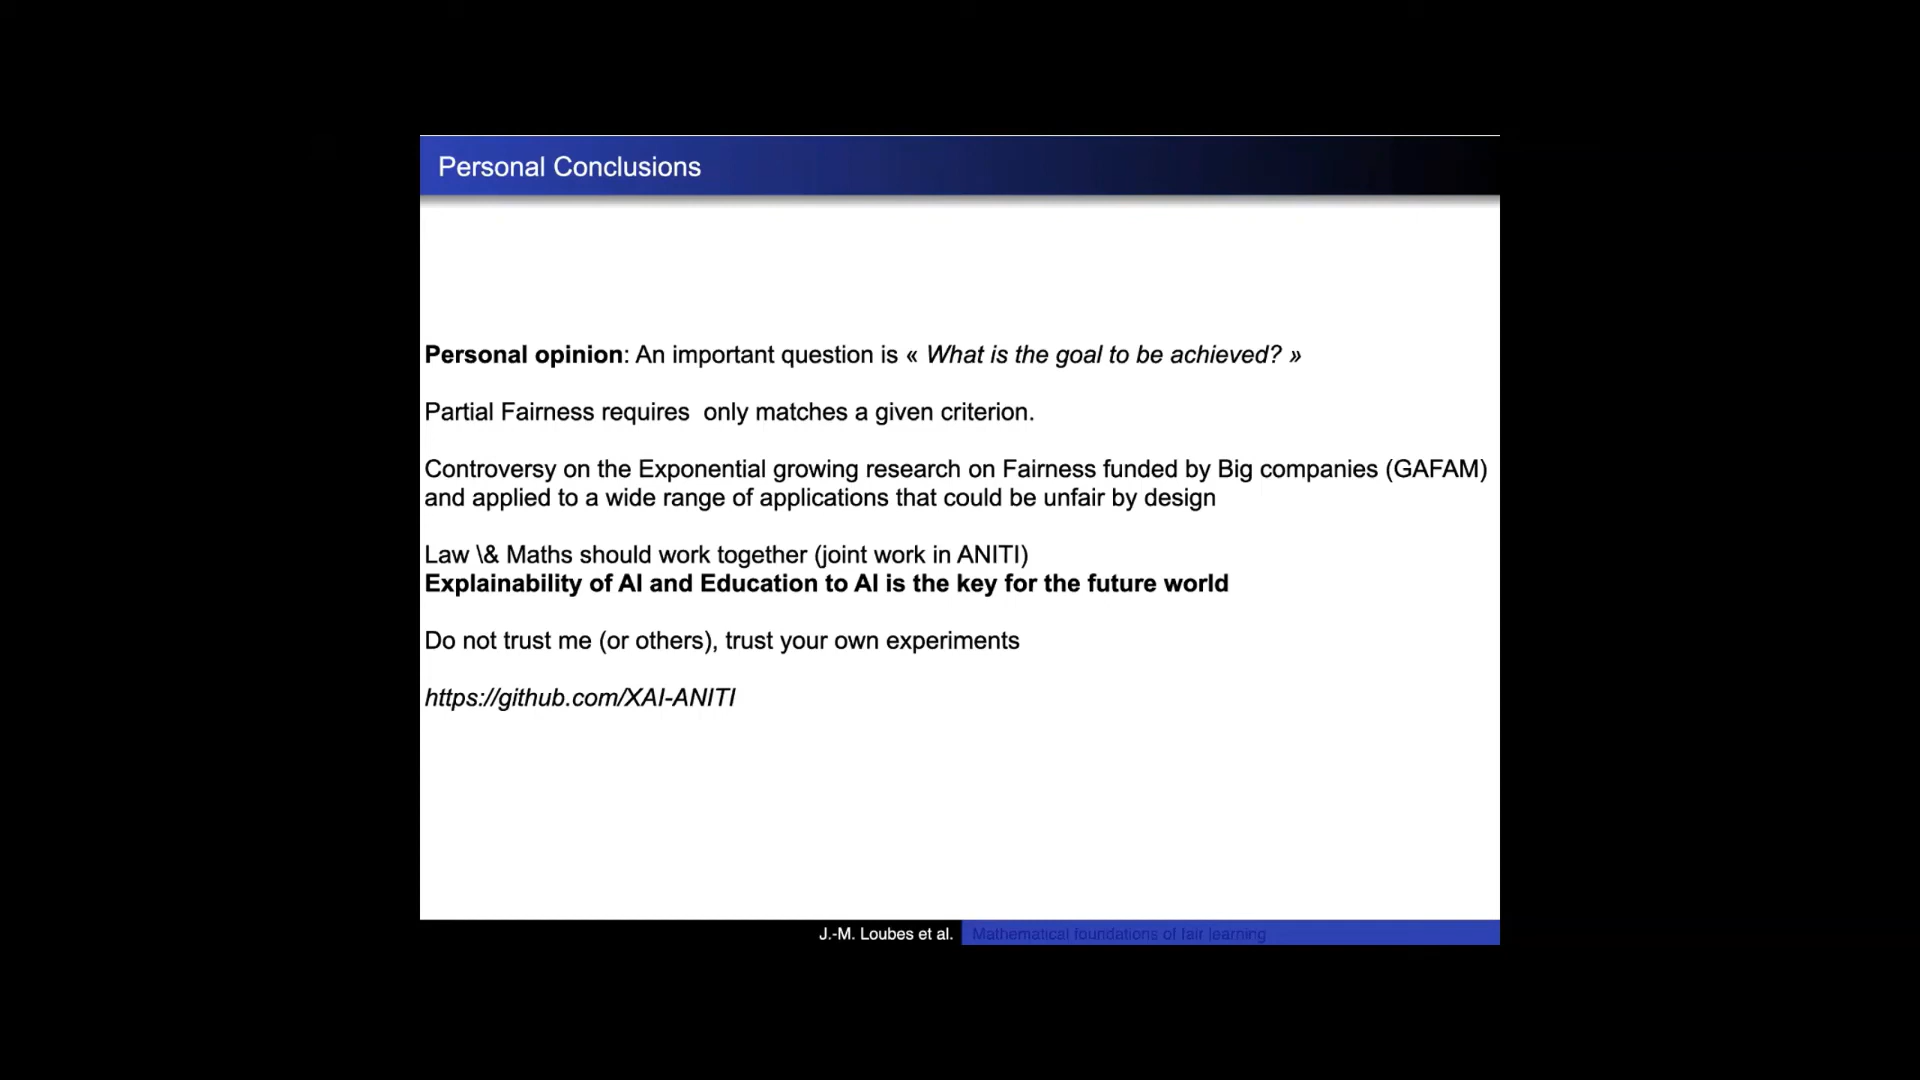 Personal Conclusions
Personal opinion: An important question is « What is the goal to be achieved? »
Partial Fairness requires  only matches a given criterion.
Controversy on the Exponential growing research on Fairness funded by Big companies (GAFAM)
and applied to a wide range of applications that could be unfair by design
Law \& Maths should work together (joint work in ANITI)
Explainability of AI and Education to AI is the key for the future world
Do not trust me (or others), trust your own experiments
https://github.com/XAI-ANITI
J.-M. Loubes et al. Mathematical foundations of fair learning